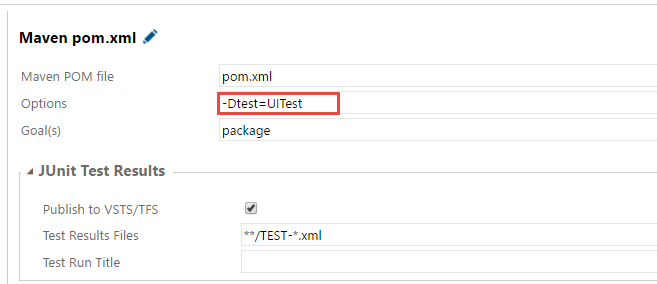 Maven pom.xml
Maven POM file pom.xml
Options -Dtest=UITest
Goal(s) package
JUnit Test Results
Publish to VSTS/TFS
Test Results Files **/TEST-*.xml
Test Run Title